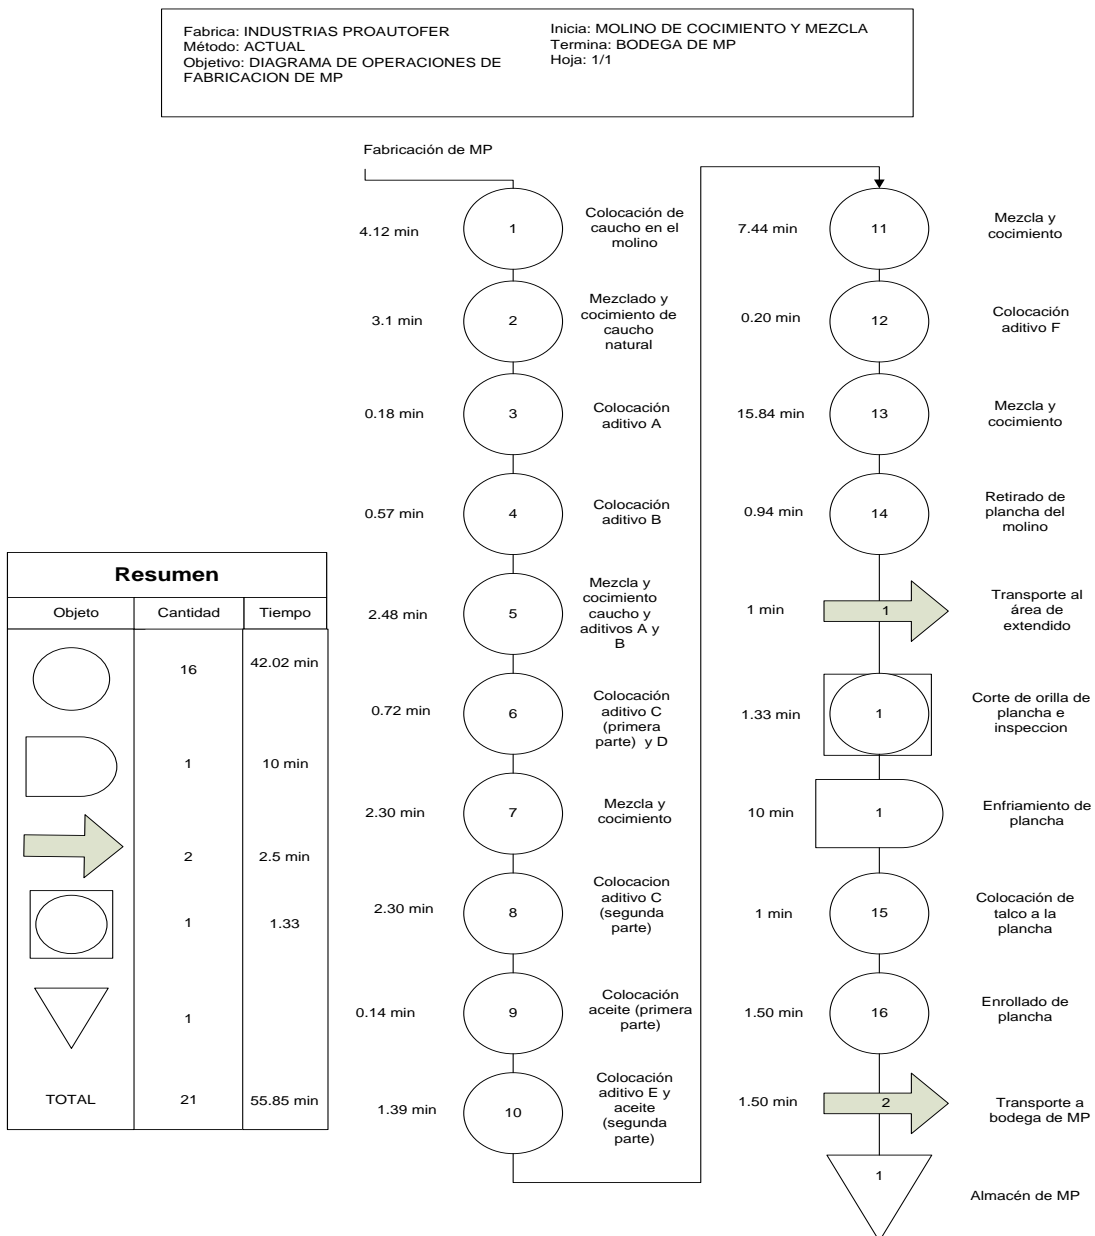 Fabrica: INDUSTRIAS PROAUTOFER
Método: ACTUAL
Objetivo: DIAGRAMA DE OPERACIONES DE
FABRICACION DE MP
Inicia: MOLINO DE COCIMIENTO Y MEZCLA
Termina: BODEGA DE MP
Hoja: 1/1
Fabricación de MP
4.12 min
1
Colocación de
caucho en el
molino
3.1 min
2
Mezclado y
cocimiento de
caucho
natural
0.18 min
3
Colocación
aditivo A
0.57 min
4
Colocación
aditivo B
2.48 min
5
Mezcla y
cocimiento
caucho y
aditivos A y
B
0.72 min
6
Colocación
aditivo C
(primera
parte) y D
2.30 min
7
Mezcla y
cocimiento
2.30 min
8
Colocacion
aditivo C
(segunda
parte)
0.14 min
9
Colocación
aceite (primera
parte)
1.39 min
10
Colocación
aditivo E y
aceite
(segunda
parte)
7.44 min
11
Mezcla y
cocimiento
0.20 min
12
Colocación
aditivo F
15.84 min
13
Mezcla y
cocimiento
0.94 min
14
Retirado de
plancha del
molino
1 min
1
Transporte al
área de
extendido
1.33 min
1
Corte de orilla de
plancha e
inspeccion
10 min
1
Enfriamiento de
plancha
1 min
15
Colocación de
talco a la
plancha
1.50 min
16
Enrollado de
plancha
1.50 min
2
Transporte a
bodega de MP
1
Almacén de MP
Resumen
Objeto Cantidad Tiempo
16 42.02 min
1 10 min
2 2.5 min
1 1.33
1
TOTAL 21 55.85 min